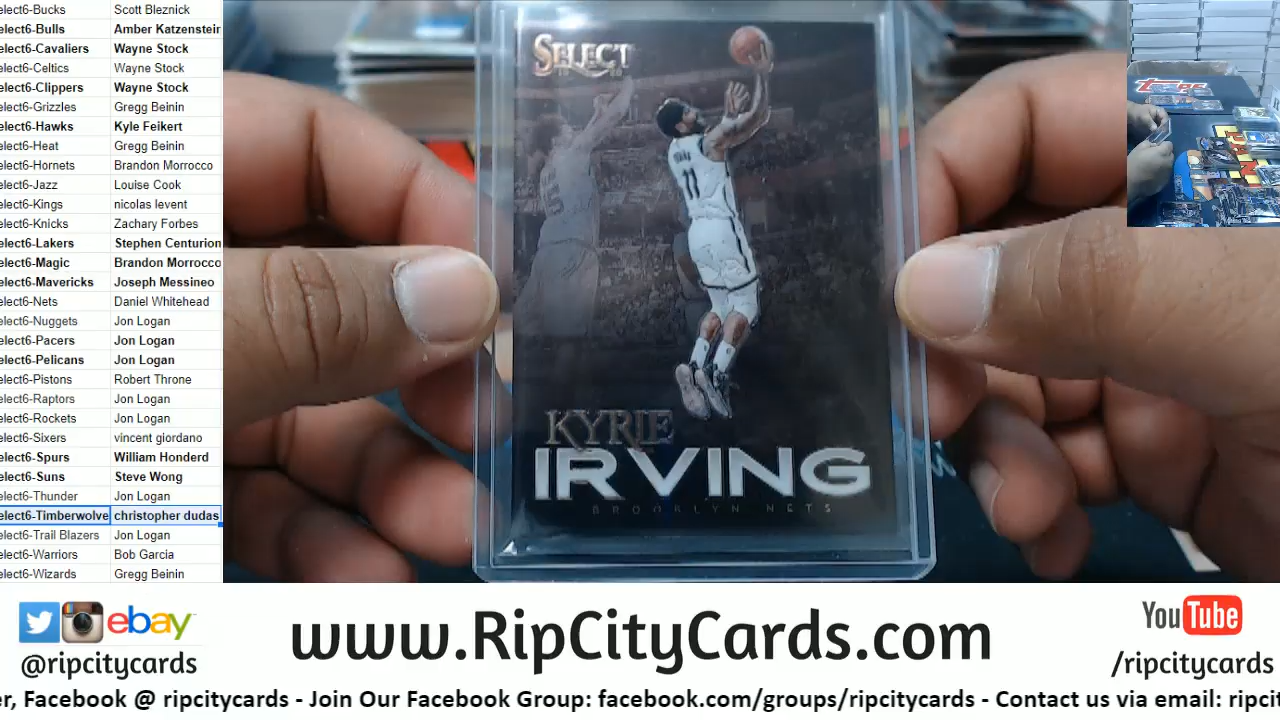 elect6-Bucks Scott Bleznick
elect6-Bulls Amber Katzenstein
elect6-Cavaliers Wayne Stock
elect6-Celtics Wayne Stock
elect6-Clippers Wayne Stock
elect6-Grizzles Gregg Beinin
elect6-Hawks Kyle Feikert
elect6-Heat Gregg Beinin
elect6-Hornets Brandon Morrocco
elect6-Jazz Louise Cook
elect6-Kings nicolas levent
elect6-Knicks Zachary Forbes
elect6-Lakers Stephen Centurion
elect6-Magic Brandon Morrocco
elect6-Mavericks Joseph Messineo
elect6-Nets Daniel Whitehead
elect6-Nuggets Jon Logan
elect6-Pacers Jon Logan
elect6-Pelicans Jon Logan
elect6-Pistons Robert Throne
elect6-Raptors Jon Logan
elect6-Rockets Jon Logan
elect6-Sixers vincent giordano
elect6-Spurs William Honderd
elect6-Suns Steve Wong
elect6-Thunder Jon Logan
elect6-Timberwolve christopher dudas
elect6-Trail Blazers Jon Logan
elect6-Warriors Bob Garcia
elect6-Wizards Gregg Beinin
SELECT
11
KYRIE
IRVING
BROOKLYN NETS
TOPPS
ebay
@ripcitycards
www.RipCityCards.com
YouTube
/ripcitycards
er, Facebook @ ripcitycards - Join Our Facebook Group: facebook.com/groups/ripcitycards - Contact us via email: ripci